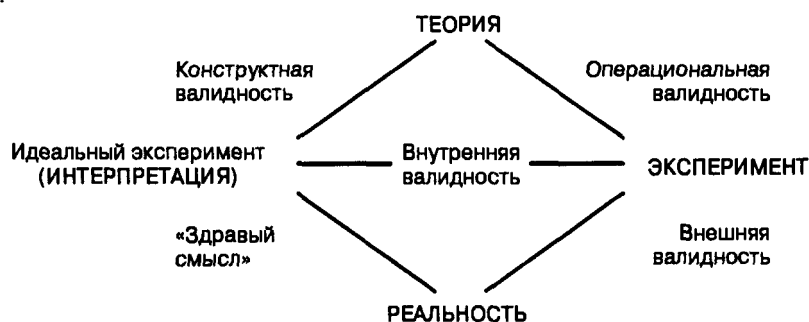 ТЕОРИЯ
Конструктная
валидность
Операциональная
валидность
Идеальный эксперимент
(ИНТЕРПРЕТАЦИЯ)
Внутренняя
валидность
ЭКСПЕРИМЕНТ
«Здравый
смысл»
Внешняя
валидность
РЕАЛЬНОСТЬ